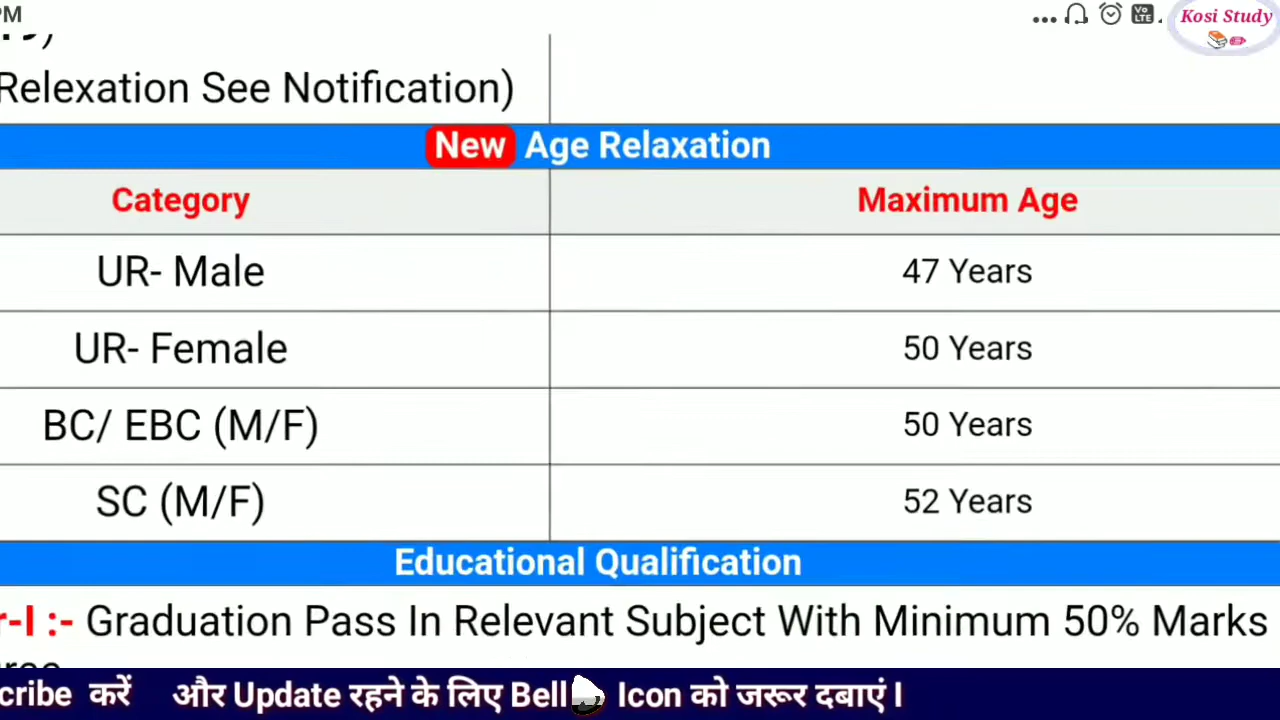 PM
Kosi Study
Relexation See Notification)
New Age Relaxation
Category Maximum Age
UR- Male 47 Years
UR- Female 50 Years
BC/ EBC (M/F) 50 Years
SC (M/F) 52 Years
Educational Qualification
r-I :- Graduation Pass In Relevant Subject With Minimum 50% Marks
cribe करें और Update रहने के लिए Bell Icon को जरूर दबाएं l